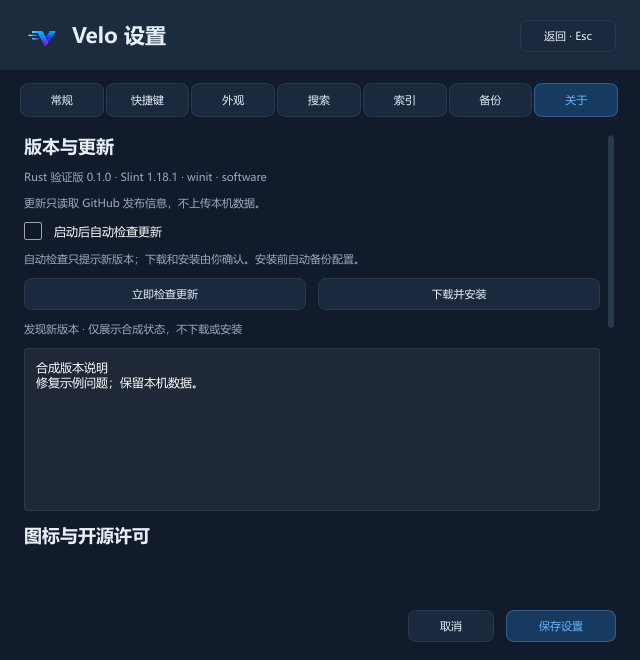 Velo 设置
返回 · Esc
常规
快捷键
外观
搜索
索引
备份
关于
版本与更新
Rust 验证版 0.1.0 · Slint 1.18.1 · winit · software
更新只读取 GitHub 发布信息，不上传本机数据。
启动后自动检查更新
自动检查只提示新版本；下载和安装由你确认。安装前自动备份配置。
立即检查更新
下载并安装
发现新版本 · 仅展示合成状态，不下载或安装
合成版本说明
修复示例问题；保留本机数据。
图标与开源许可
取消
保存设置